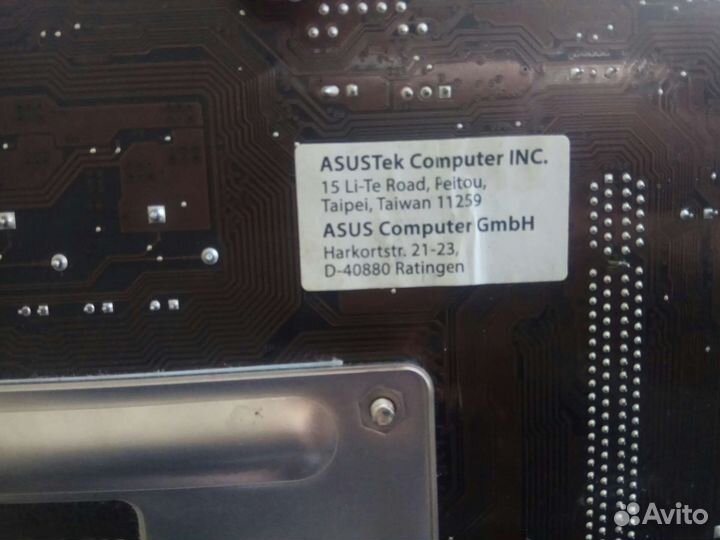 ASUSTek Computer INC.
15 Li-Te Road, Peitou,
Taipei, Taiwan 11259
ASUS Computer GmbH
Harkortstr. 21-23,
D-40880 Ratingen
Avito